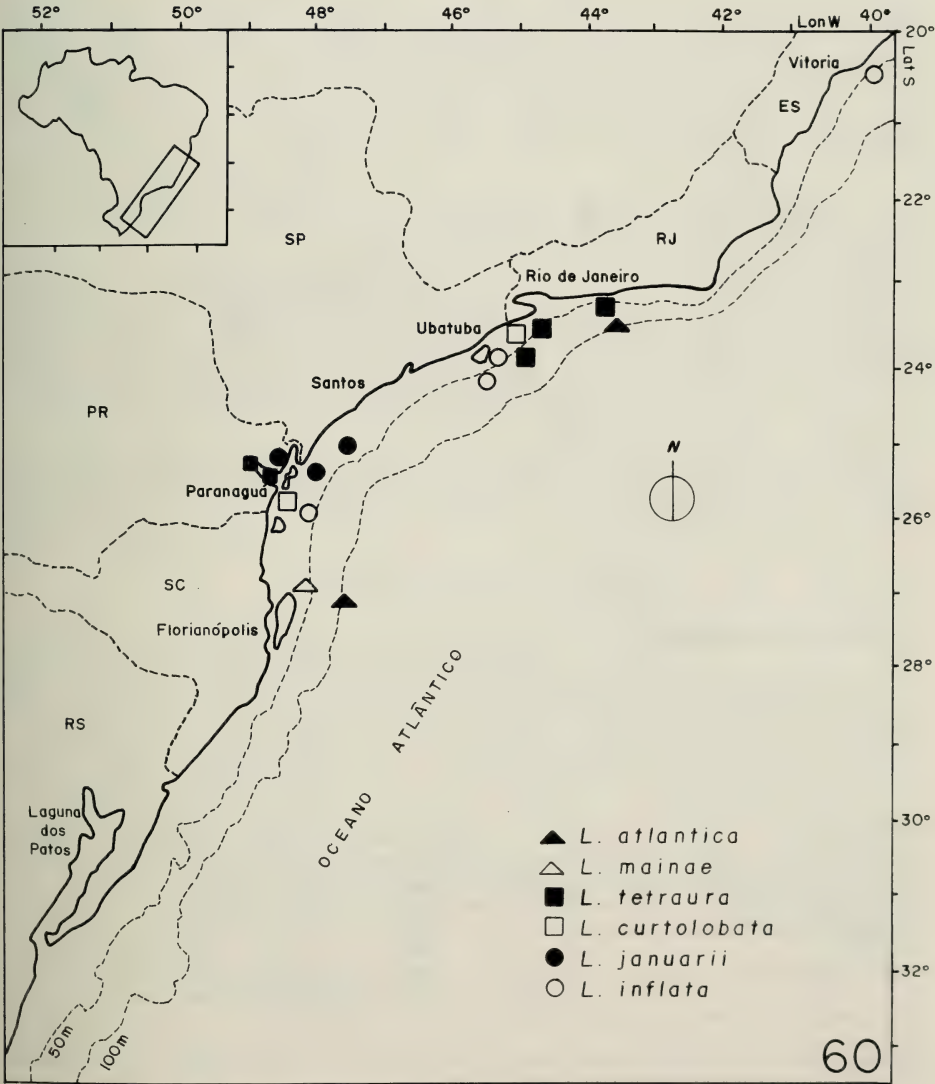 52° 50° 48° 46° 44° 42° Lon W 40°
20°
Lat S
Vitoria
ES
22°
SP
RJ
Rio de Janeiro
Ubatuba
24°
Santos
PR
N
Paranaguá
26°
SC
Florianópolis
28°
OCEANO ATLÂNTICO
RS
Laguna
dos
Patos
30°
L. atlantica
L. mainae
L. tetraura
L. curtolobata
L. januarii
L. inflata
32°
50m
100m
60